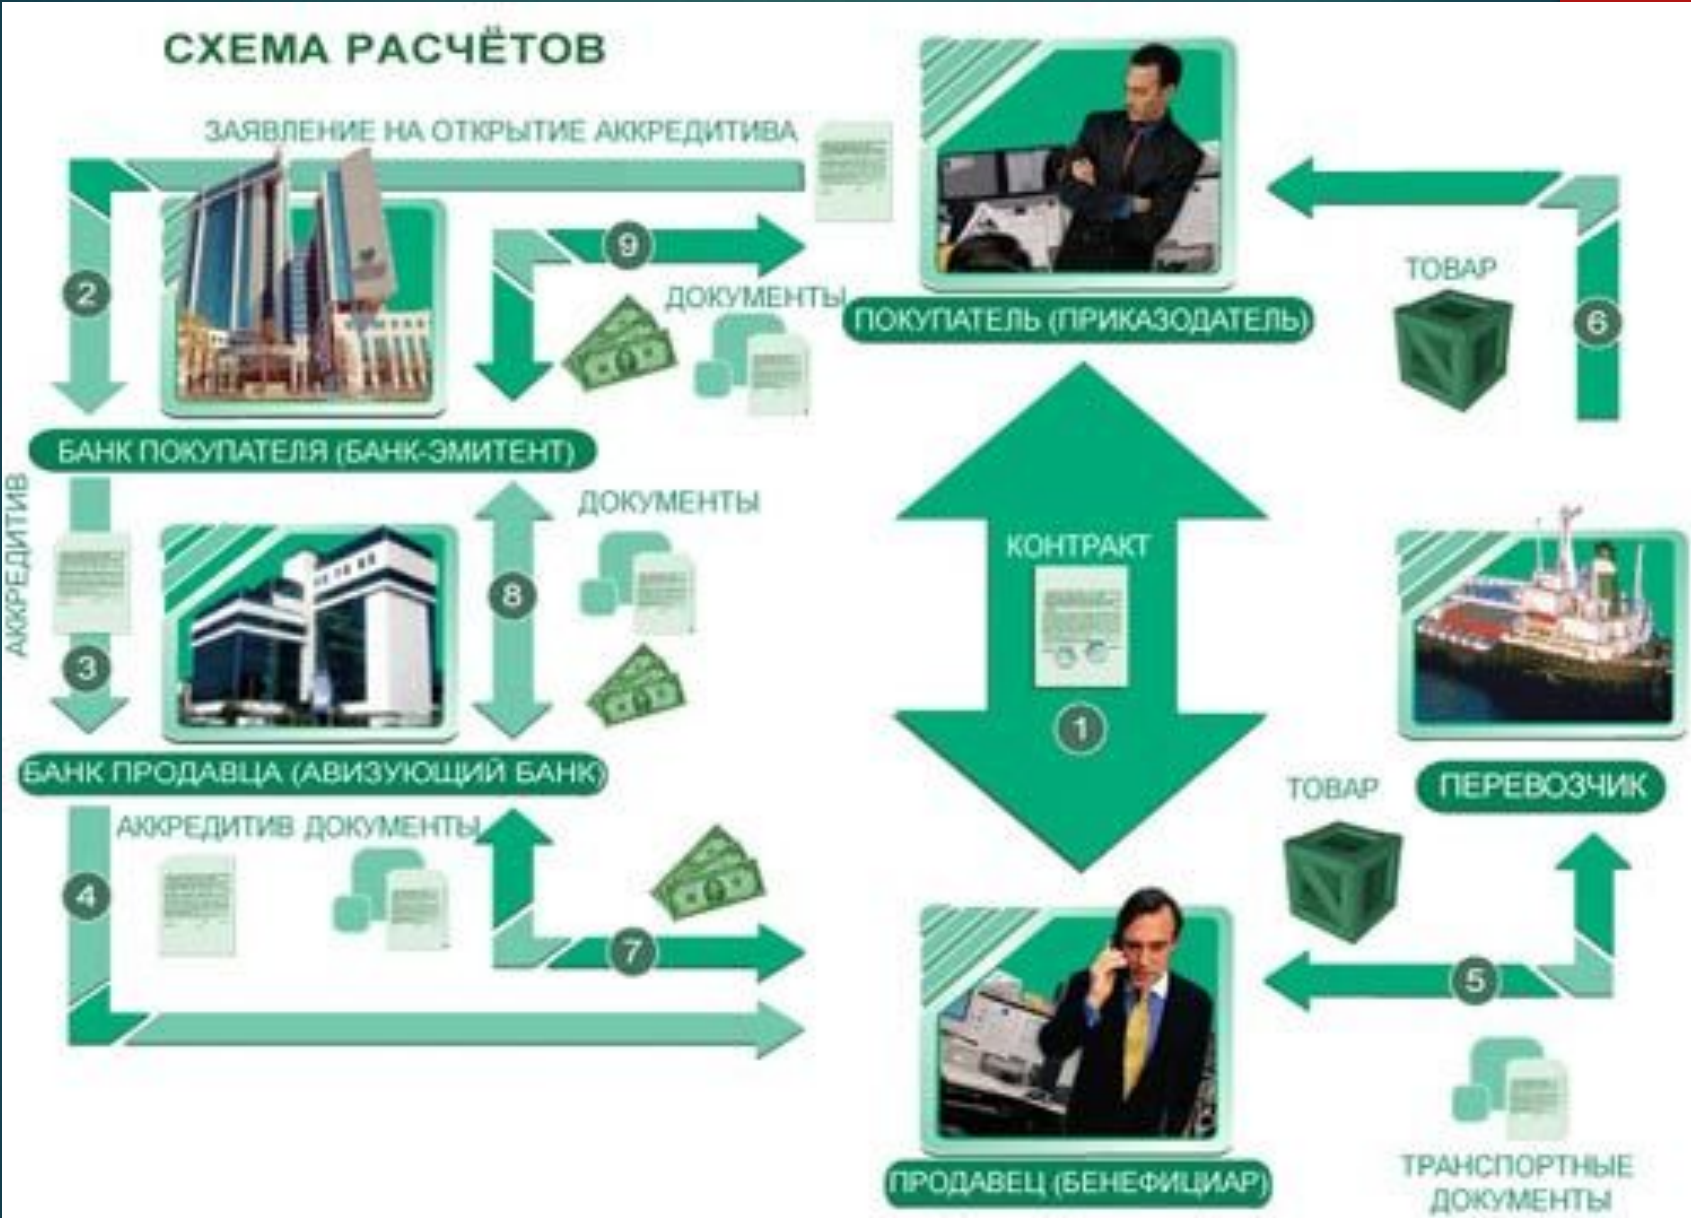 СХЕМА РАСЧЁТОВ
ЗАЯВЛЕНИЕ НА ОТКРЫТИЕ АККРЕДИТИВА
2
9
ДОКУМЕНТЫ
ПОКУПАТЕЛЬ (ПРИКАЗОДАТЕЛЬ)
ТОВАР
6
БАНК ПОКУПАТЕЛЯ (БАНК-ЭМИТЕНТ)
АККРЕДИТИВ
3
8
ДОКУМЕНТЫ
КОНТРАКТ
1
БАНК ПРОДАВЦА (АВИЗУЮЩИЙ БАНК)
ТОВАР
ПЕРЕВОЗЧИК
АККРЕДИТИВ ДОКУМЕНТЫ
4
7
5
ПРОДАВЕЦ (БЕНЕФИЦИАР)
ТРАНСПОРТНЫЕ
ДОКУМЕНТЫ